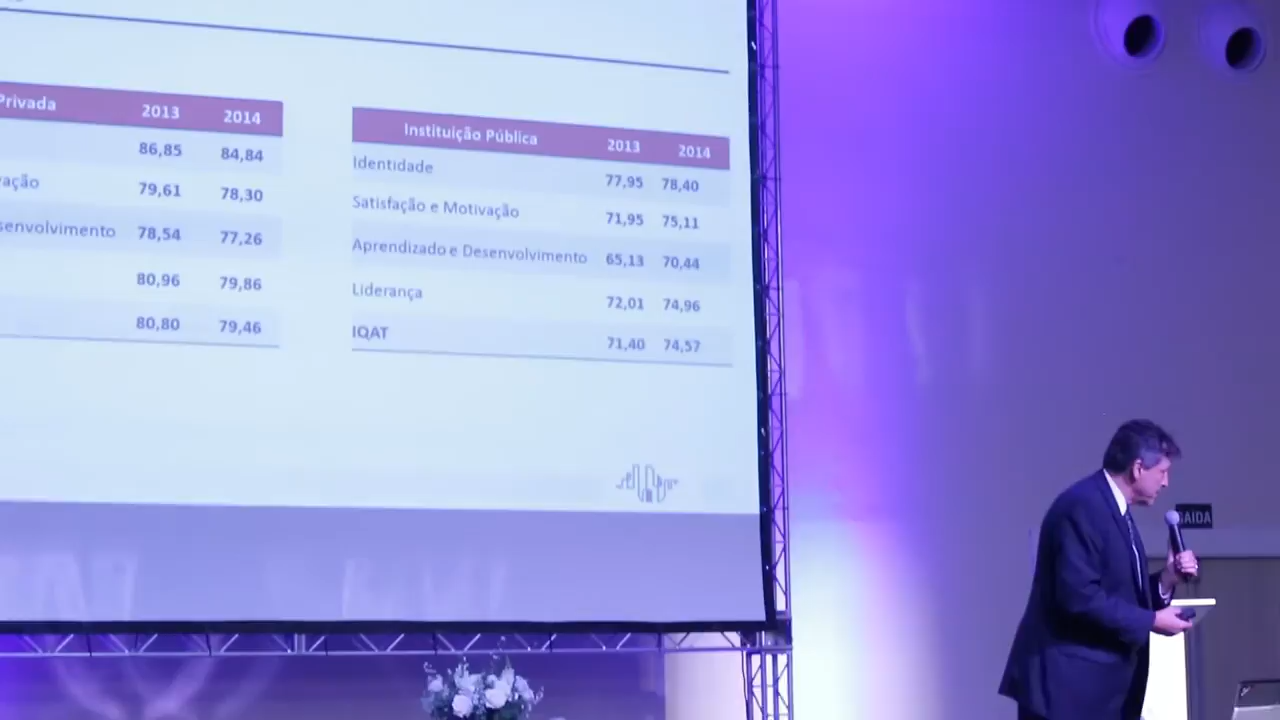 Privada 2013 2014
86,85 84,84
vação 79,61 78,30
senvolvimento 78,54 77,26
80,96 79,86
80,80 79,46
Instituição Pública 2013 2014
Identidade 77,95 78,40
Satisfação e Motivação 71,95 75,11
Aprendizado e Desenvolvimento 65,13 70,44
Liderança 72,01 74,96
IQAT 71,40 74,57
SAÍDA